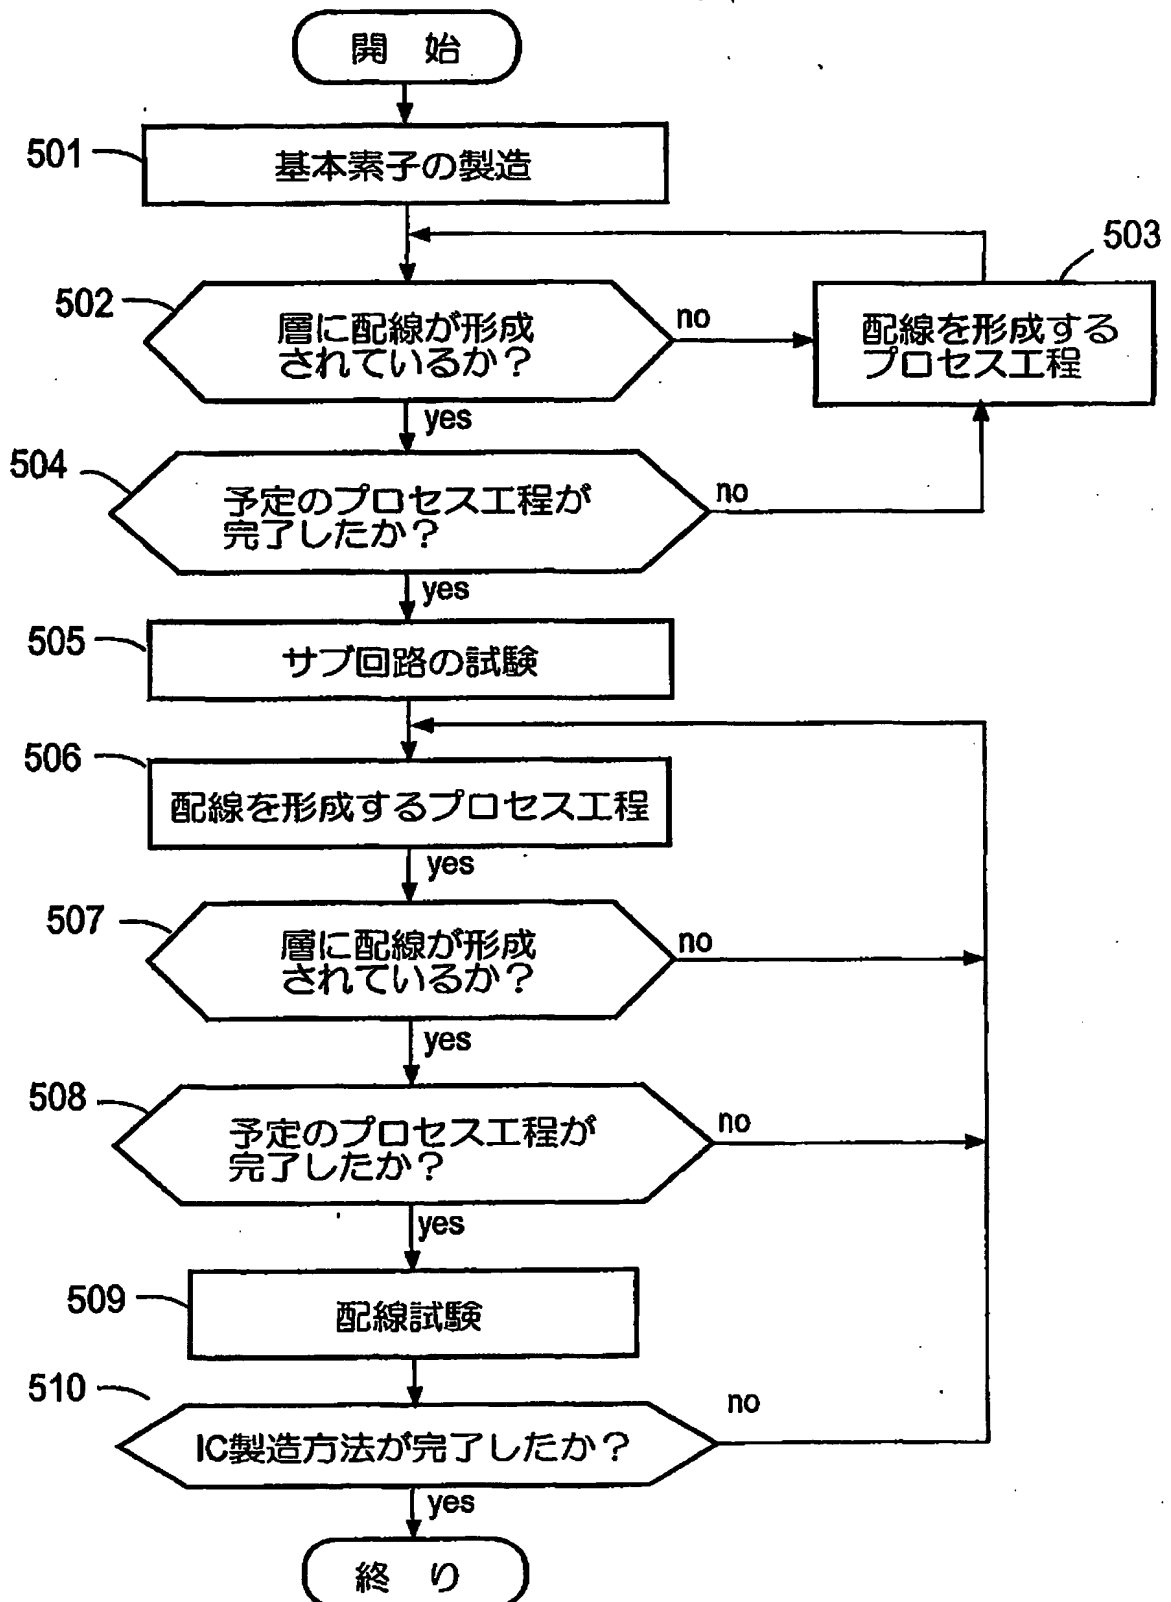 開 始
501
基本素子の製造
503
502
層に配線が形成
されているか？
no
配線を形成する
プロセス工程
yes
504
予定のプロセス工程が
完了したか？
no
yes
505
サブ回路の試験
506
配線を形成するプロセス工程
yes
507
層に配線が形成
されているか？
no
yes
508
予定のプロセス工程が
完了したか？
no
yes
509
配線試験
510
IC製造方法が完了したか？
no
yes
終 り